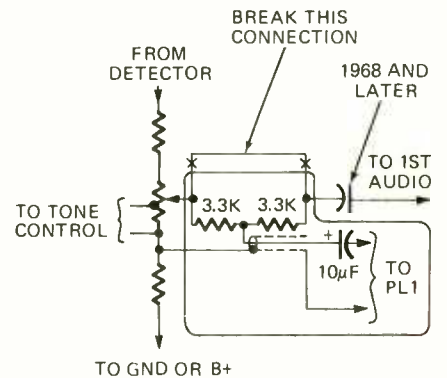 BREAK THIS
CONNECTION
FROM
DETECTOR
1968 AND
LATER
TO 1ST
AUDIO
3.3K 3.3K
TO TONE
CONTROL
+
10µF
TO
PL1
TO GND OR B+